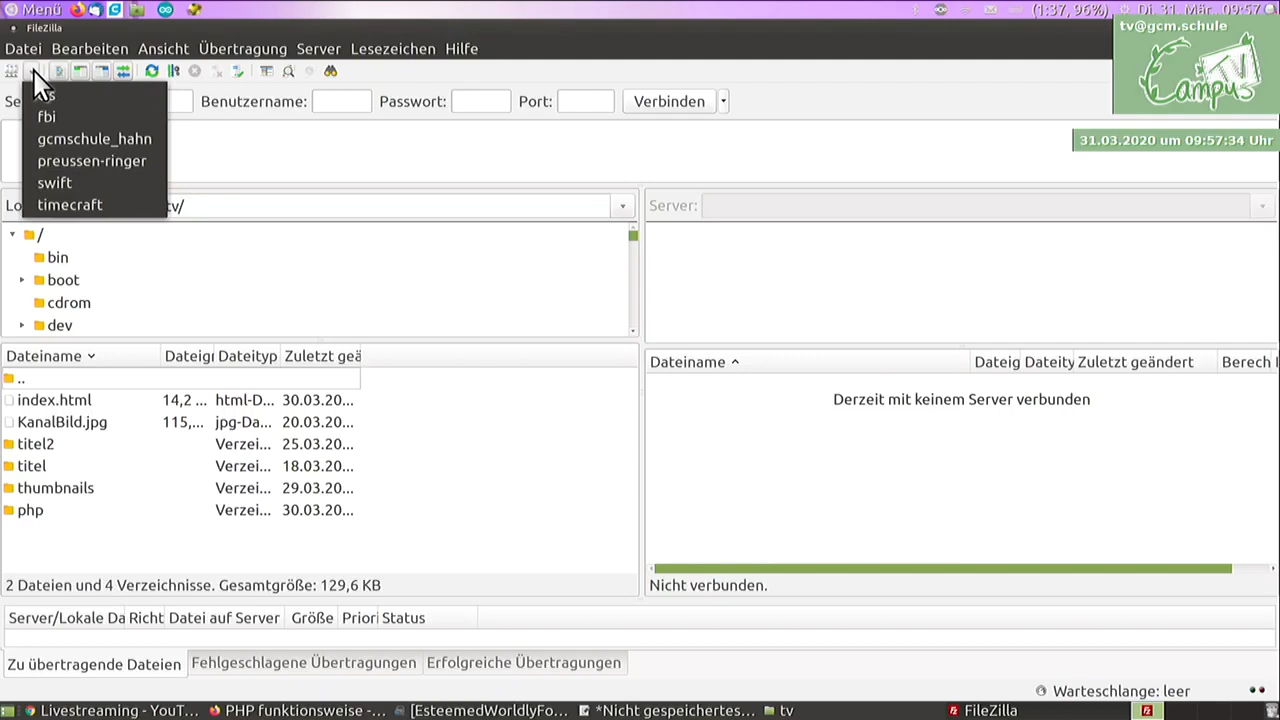 Menü (1:37, 96%) Di, 31. Mär, 09:57
FileZilla
tv@gcm.schule
Datei Bearbeiten Ansicht Übertragung Server Lesezeichen Hilfe
TV
Campus
Benutzername: Passwort: Port: Verbinden
fbi
gcmschule_hahn
31.03.2020 um 09:57:34 Uhr
preussen-ringer
swift
timecraft
Lo tv/ Server:
/
bin
boot
cdrom
dev
Dateiname Dateigr Dateityp Zuletzt geä
Dateiname Dateig Dateity Zuletzt geändert Berech
..
index.html 14,2 ... html-D... 30.03.20...
Derzeit mit keinem Server verbunden
KanalBild.jpg 115,... jpg-Da... 20.03.20...
titel2 Verzei... 25.03.20...
titel Verzei... 18.03.20...
thumbnails Verzei... 29.03.20...
php Verzei... 30.03.20...
2 Dateien und 4 Verzeichnisse. Gesamtgröße: 129,6 KB
Nicht verbunden.
Server/Lokale Da Richt Datei auf Server Größe Prior Status
Zu übertragende Dateien Fehlgeschlagene Übertragungen Erfolgreiche Übertragungen
Warteschlange: leer
Livestreaming - YouT... PHP funktionsweise -... [EsteemedWorldlyFo... *Nicht gespeichertes... tv FileZilla